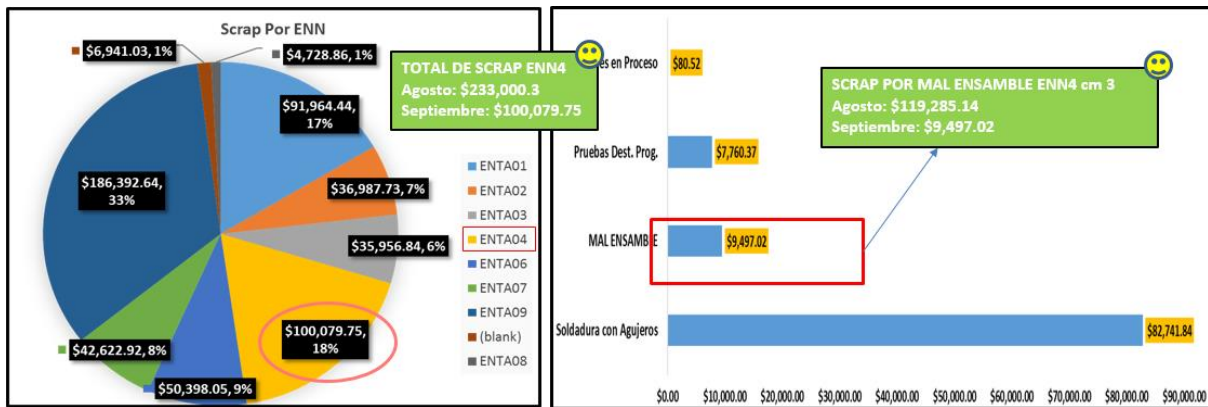 Scrap Por ENN
$6,941.03, 1%
$4,728.86, 1%
TOTAL DE SCRAP ENN4
Agosto: $233,000.3
Septiembre: $100,079.75
$91,964.44,
17%
$36,987.73, 7%
$35,956.84, 6%
$186,392.64,
33%
$100,079.75,
18%
$42,622.92, 8%
$50,398.05, 9%
ENTA01
ENTA02
ENTA03
ENTA04
ENTA06
ENTA07
ENTA09
(blank)
ENTA08
es en Proceso
$80.52
SCRAP POR MAL ENSAMBLE ENN4 cm 3
Agosto: $119,285.14
Septiembre: $9,497.02
Pruebas Dest. Prog.
$7,760.37
MAL ENSAMBLE
$9,497.02
Soldadura con Agujeros
$82,741.84
$0.00 $10,000.00 $20,000.00 $30,000.00 $40,000.00 $50,000.00 $60,000.00 $70,000.00 $80,000.00 $90,000.00